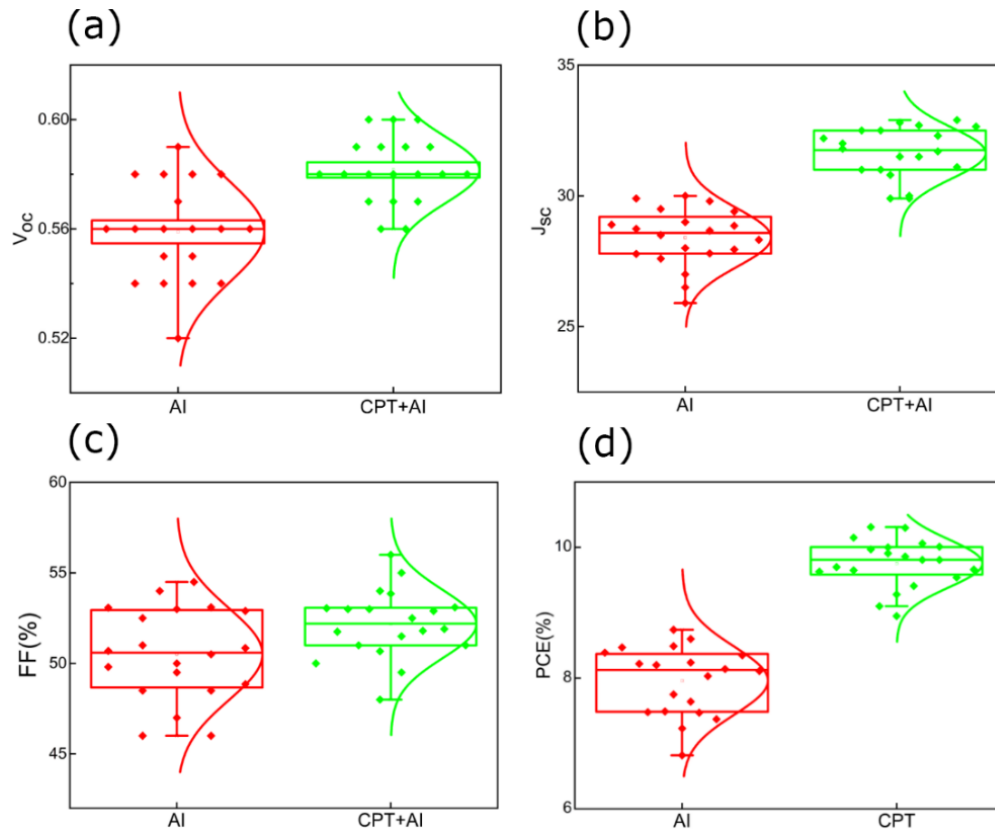 (a)
0.60
0.56
0.52
Voc
AI
CPT+AI
(b)
35
30
25
Jsc
AI
CPT+AI
(c)
60
55
50
45
FF(%)
AI
CPT+AI
(d)
10
8
6
PCE(%)
AI
CPT